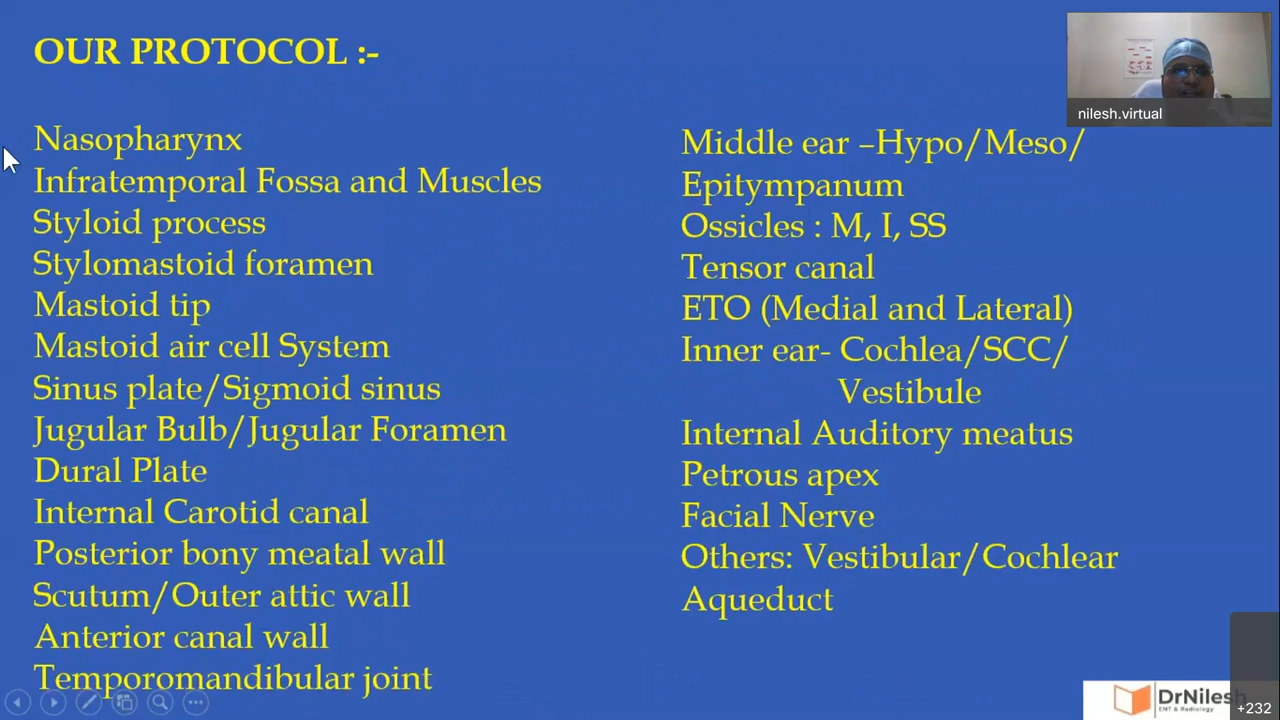 OUR PROTOCOL :-
Nasopharynx
Infratemporal Fossa and Muscles
Styloid process
Stylomastoid foramen
Mastoid tip
Mastoid air cell System
Sinus plate/Sigmoid sinus
Jugular Bulb/Jugular Foramen
Dural Plate
Internal Carotid canal
Posterior bony meatal wall
Scutum/Outer attic wall
Anterior canal wall
Temporomandibular joint
Middle ear –Hypo/Meso/
Epitympanum
Ossicles : M, I, SS
Tensor canal
ETO (Medial and Lateral)
Inner ear- Cochlea/SCC/
Vestibule
Internal Auditory meatus
Petrous apex
Facial Nerve
Others: Vestibular/Cochlear
Aqueduct
nilesh.virtual
DrNilesh
ENT & Radiology
+232